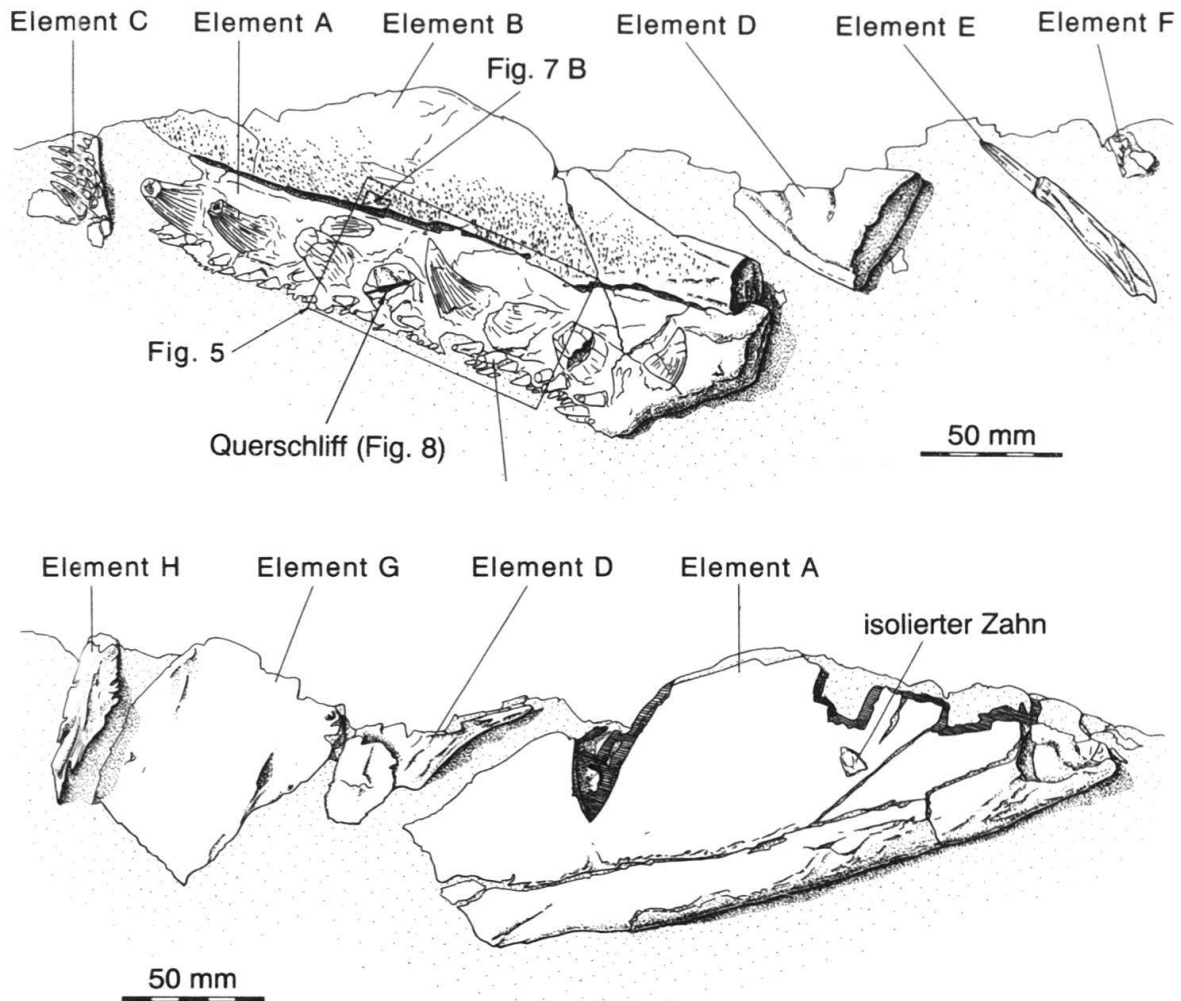 Element C Element A Element B Element D Element E Element F
Fig. 7 B
Fig. 5
Querschliff (Fig. 8)
50 mm
Element H Element G Element D Element A
isolierter Zahn
50 mm